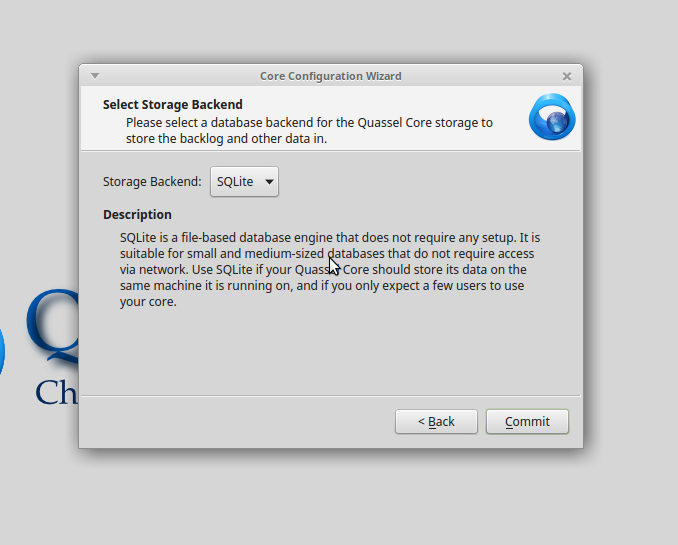 Core Configuration Wizard
Select Storage Backend
Please select a database backend for the Quassel Core storage to
store the backlog and other data in.
Storage Backend: SQLite
Description
SQLite is a file-based database engine that does not require any setup. It is
suitable for small and medium-sized databases that do not require access
via network. Use SQLite if your Quassel Core should store its data on the
same machine it is running on, and if you only expect a few users to use
your core.
Q
Ch
< Back Commit